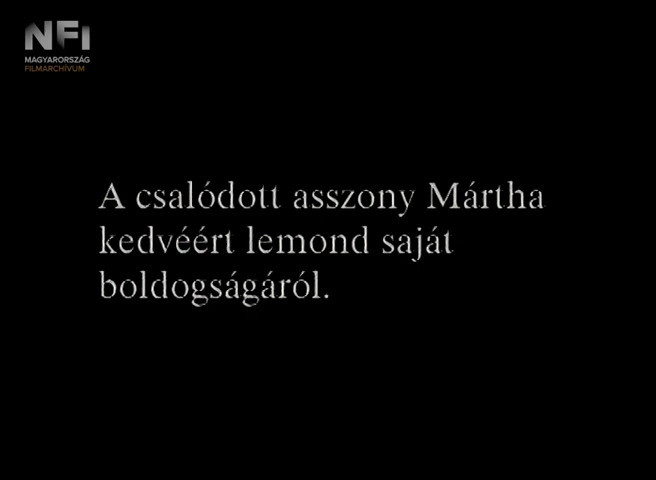 NFI
MAGYARORSZÁG
FILMARCHÍVUM
A csalódott asszony Mártha
kedvéért lemond saját
boldogságáról.